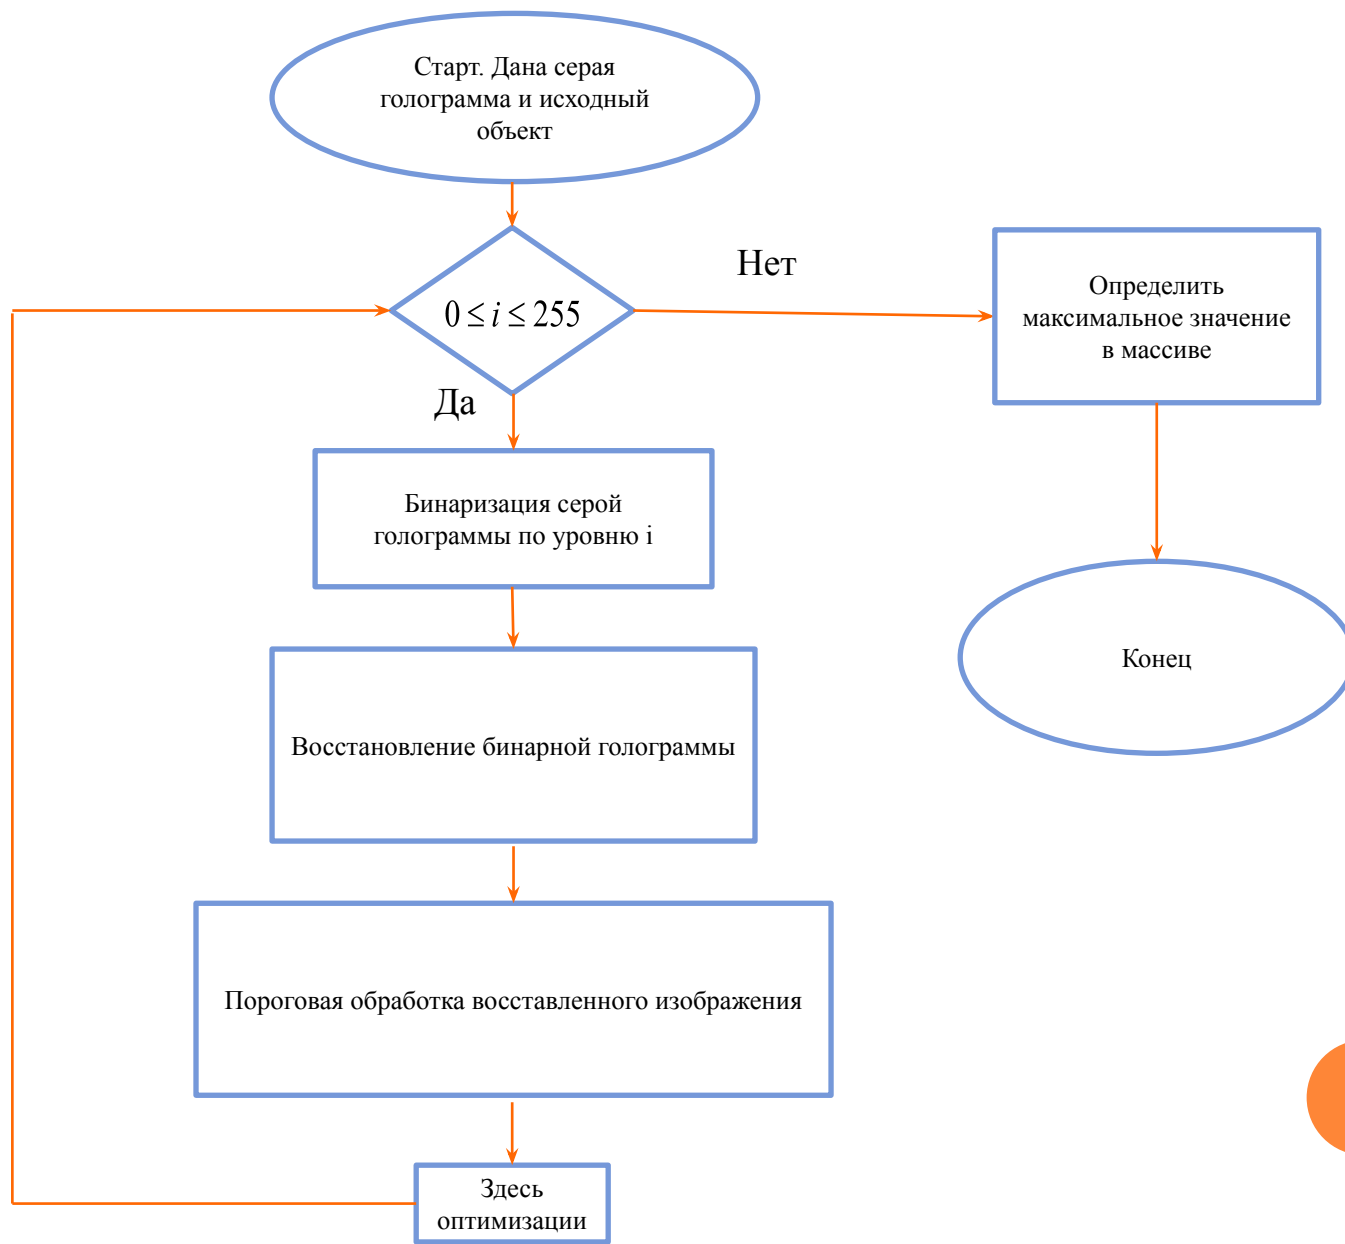 Старт. Дана серая
голограмма и исходный
объект
0 ≤ i ≤ 255
Нет
Определить
максимальное значение
в массиве
Да
Бинаризация серой
голограммы по уровню i
Восстановление бинарной голограммы
Конец
Пороговая обработка восставленного изображения
Здесь
оптимизации